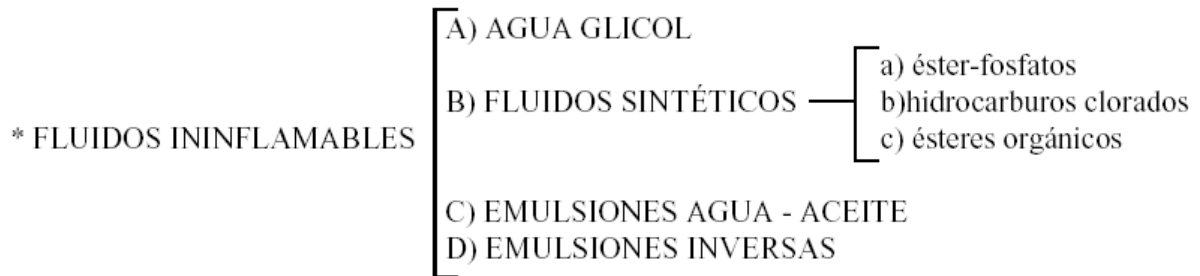 A) AGUA GLICOL
a) éster-fosfatos
B) FLUIDOS SINTÉTICOS
b)hidrocarburos clorados
* FLUIDOS ININFLAMABLES
c) ésteres orgánicos
C) EMULSIONES AGUA - ACEITE
D) EMULSIONES INVERSAS